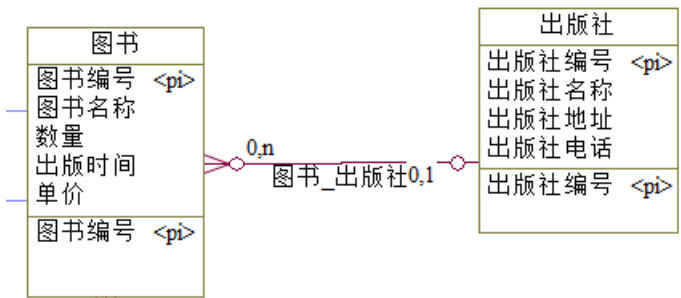 图书
图书编号 <pi>
图书名称
数量
出版时间
单价
图书编号 <pi>
0,n
图书_出版社0,1
出版社
出版社编号 <pi>
出版社名称
出版社地址
出版社电话
出版社编号 <pi>